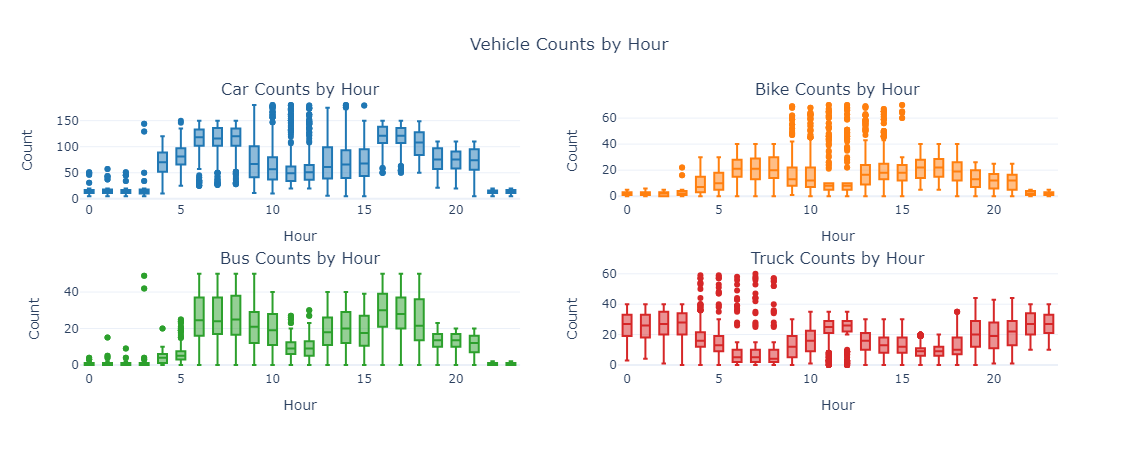 Vehicle Counts by Hour
Car Counts by Hour
Bike Counts by Hour
Count
150
100
50
0
0 5 10 15 20
Hour
Count
60
40
20
0
0 5 10 15 20
Hour
Bus Counts by Hour
Truck Counts by Hour
Count
40
20
0
0 5 10 15 20
Hour
Count
60
40
20
0
0 5 10 15 20
Hour